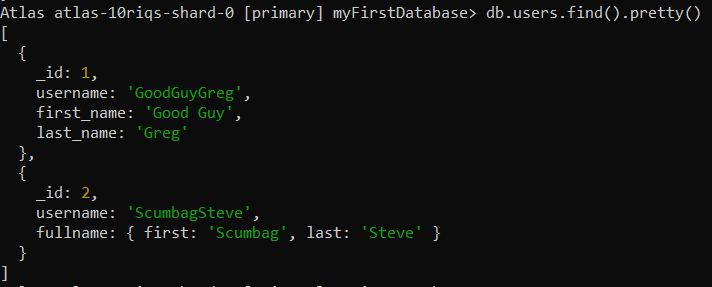 Atlas atlas-10riqs-shard-0 [primary] myFirstDatabase> db.users.find().pretty()
[
  {
    _id: 1,
    username: 'GoodGuyGreg',
    first_name: 'Good Guy',
    last_name: 'Greg'
  },
  {
    _id: 2,
    username: 'ScumbagSteve',
    fullname: { first: 'Scumbag', last: 'Steve' }
  }
]